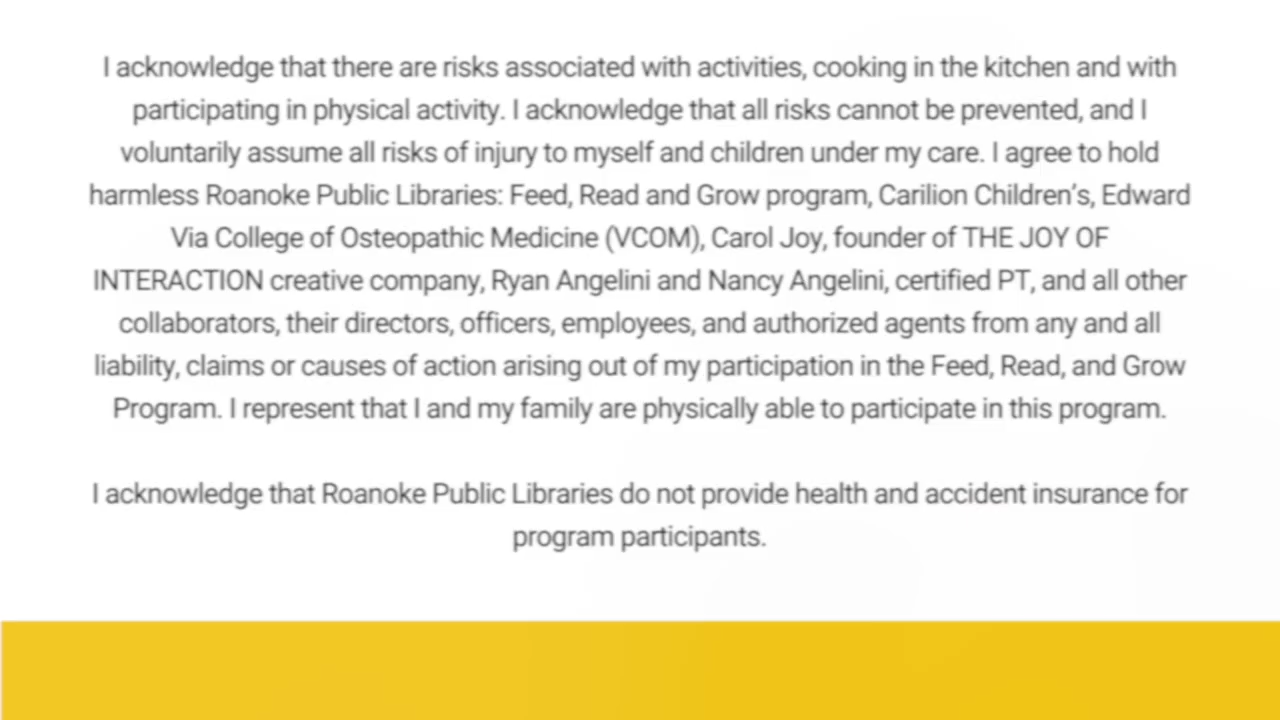 I acknowledge that there are risks associated with activities, cooking in the kitchen and with
participating in physical activity. I acknowledge that all risks cannot be prevented, and I
voluntarily assume all risks of injury to myself and children under my care. I agree to hold
harmless Roanoke Public Libraries: Feed, Read and Grow program, Carilion Children's, Edward
Via College of Osteopathic Medicine (VCOM), Carol Joy, founder of THE JOY OF
INTERACTION creative company, Ryan Angelini and Nancy Angelini, certified PT, and all other
collaborators, their directors, officers, employees, and authorized agents from any and all
liability, claims or causes of action arising out of my participation in the Feed, Read, and Grow
Program. I represent that I and my family are physically able to participate in this program.
I acknowledge that Roanoke Public Libraries do not provide health and accident insurance for
program participants.